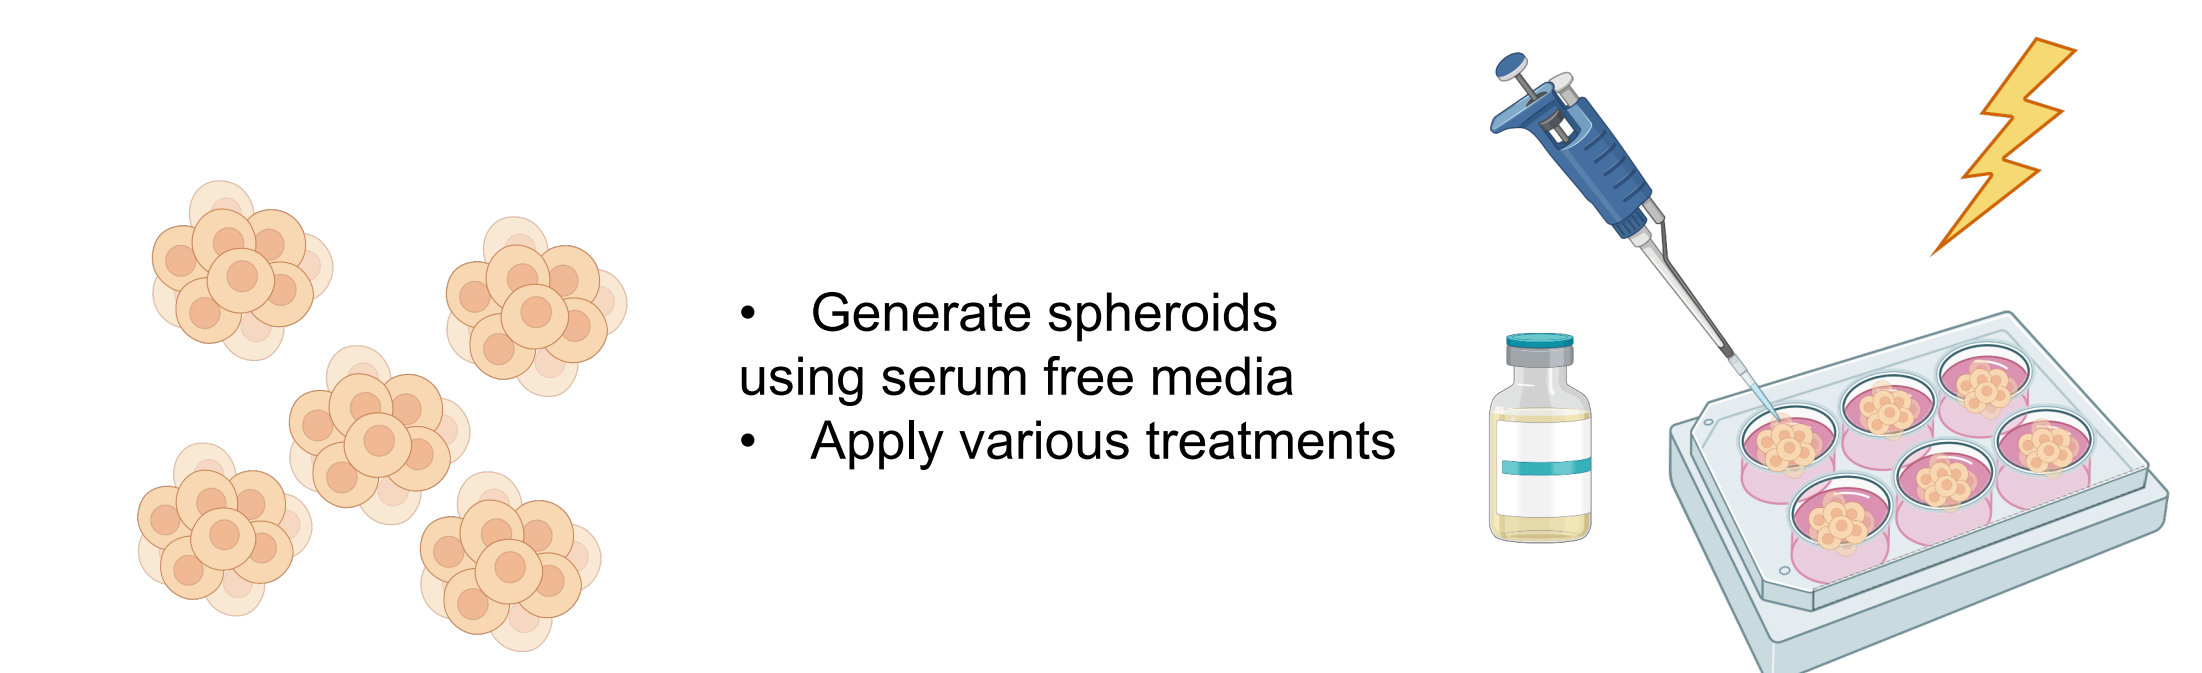 • Generate spheroids
using serum free media
• Apply various treatments